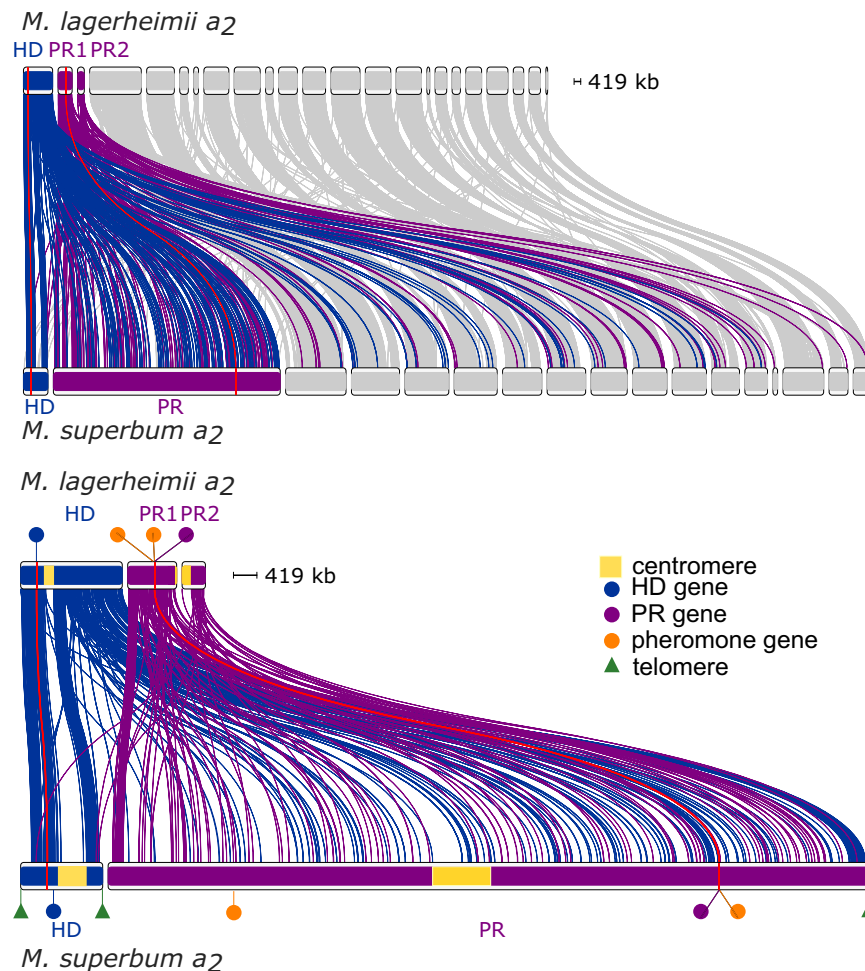 M. lagerheimii a2
HD PR1 PR2
419 kb
HD PR
M. superbum a2
M. lagerheimii a2
HD PR1 PR2
419 kb
centromere
HD gene
PR gene
pheromone gene
telomere
HD PR
M. superbum a2